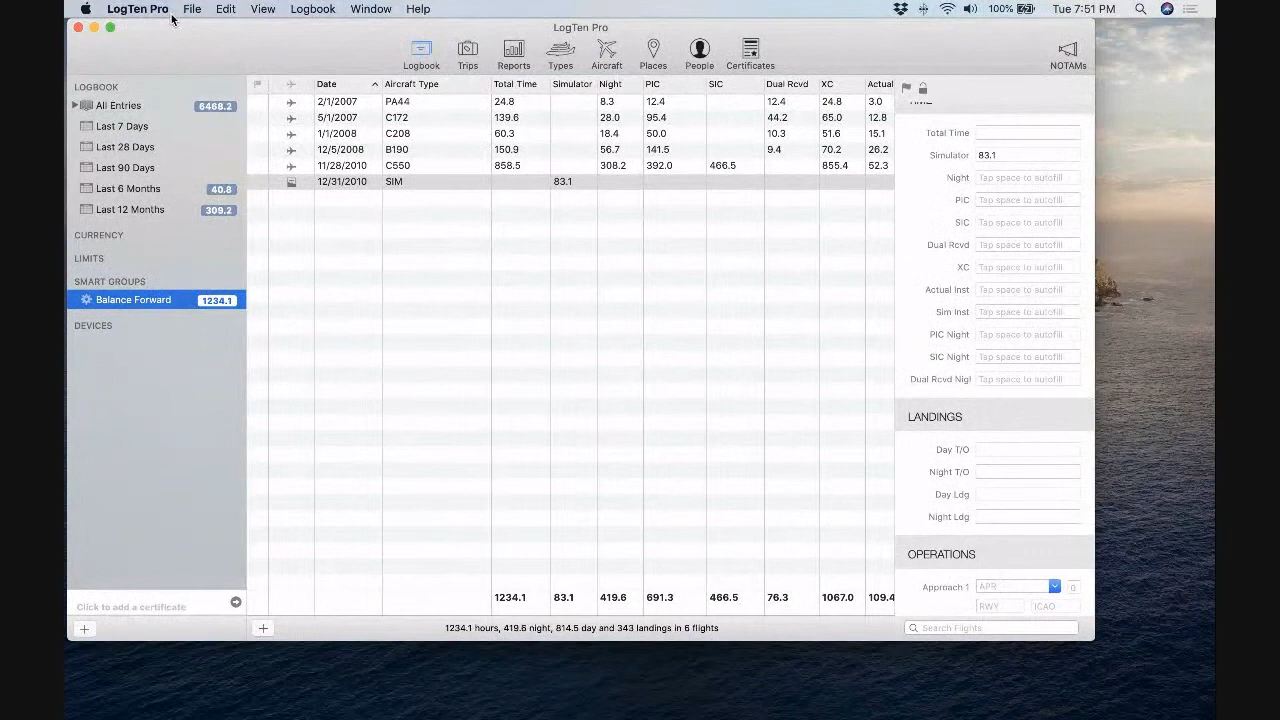 LogTen Pro File Edit View Logbook Window Help 100% Tue 7:51 PM
LogTen Pro
Logbook Trips Reports Types Aircraft Places People Certificates NOTAMs
LOGBOOK
All Entries 6468.2
Last 7 Days
Last 28 Days
Last 90 Days
Last 6 Months 40.8
Last 12 Months 309.2
CURRENCY
LIMITS
SMART GROUPS
Balance Forward 1234.1
DEVICES
Click to add a certificate
Date Aircraft Type Total Time Simulator Night PIC SIC Dual Rcvd XC Actual
2/1/2007 PA44 24.8 8.3 12.4 12.4 24.8 3.0
5/1/2007 C172 139.6 28.0 95.4 44.2 65.0 12.8
1/1/2008 C208 60.3 18.4 50.0 10.3 51.6 15.1
12/5/2008 B190 150.9 56.7 141.5 9.4 70.2 26.2
11/28/2010 C550 858.5 308.2 392.0 466.5 855.4 52.3
12/31/2010 SIM 83.1
1234.1 83.1 419.6 691.3 466.5 76.3 1067.0 109.4
1234.1 hours, 419.6 night, 814.5 day and 343 landings in 6 flights
Total Time
Simulator 83.1
Night Tap space to autofill
PIC Tap space to autofill
SIC Tap space to autofill
Dual Rcvd Tap space to autofill
XC Tap space to autofill
Actual Inst Tap space to autofill
Sim Inst Tap space to autofill
PIC Night Tap space to autofill
SIC Night Tap space to autofill
Dual Rcvd Nigh Tap space to autofill
LANDINGS
Day T/O
Night T/O
Day Ldg
Night Ldg
OPERATIONS
Approach 1 APR 0
RWY ICAO
Search Flights